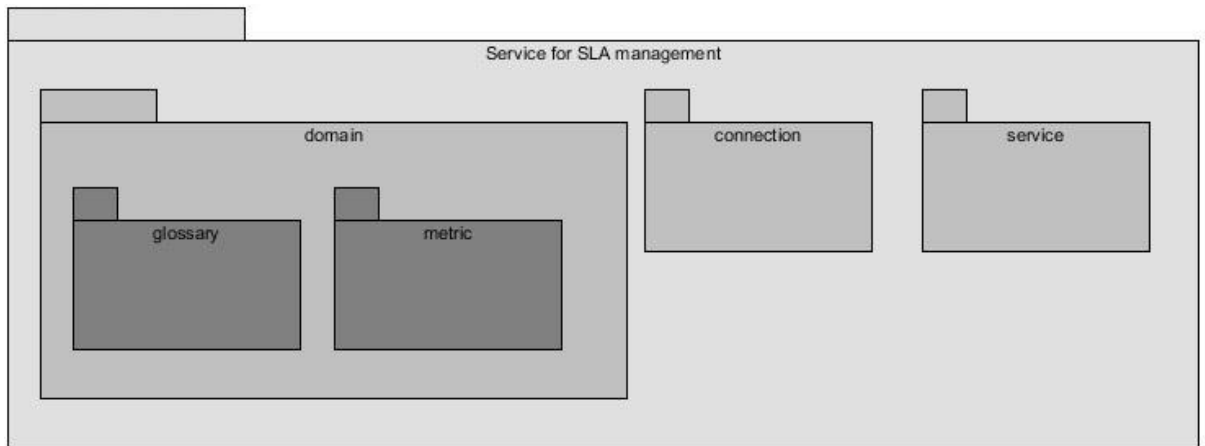 Service for SLA management
domain
connection
service
glossary
metric